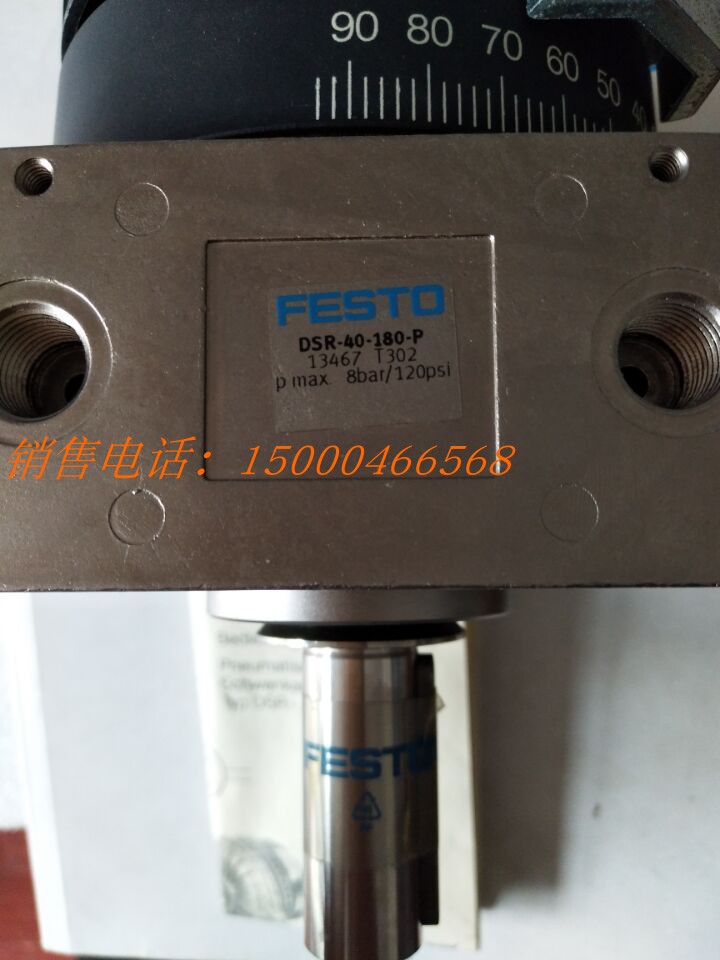 90 80 70 60 50 40
FESTO
DSR-40-180-P
13467 T302
p max. 8bar/120psi
销售电话：15000466568
FESTO